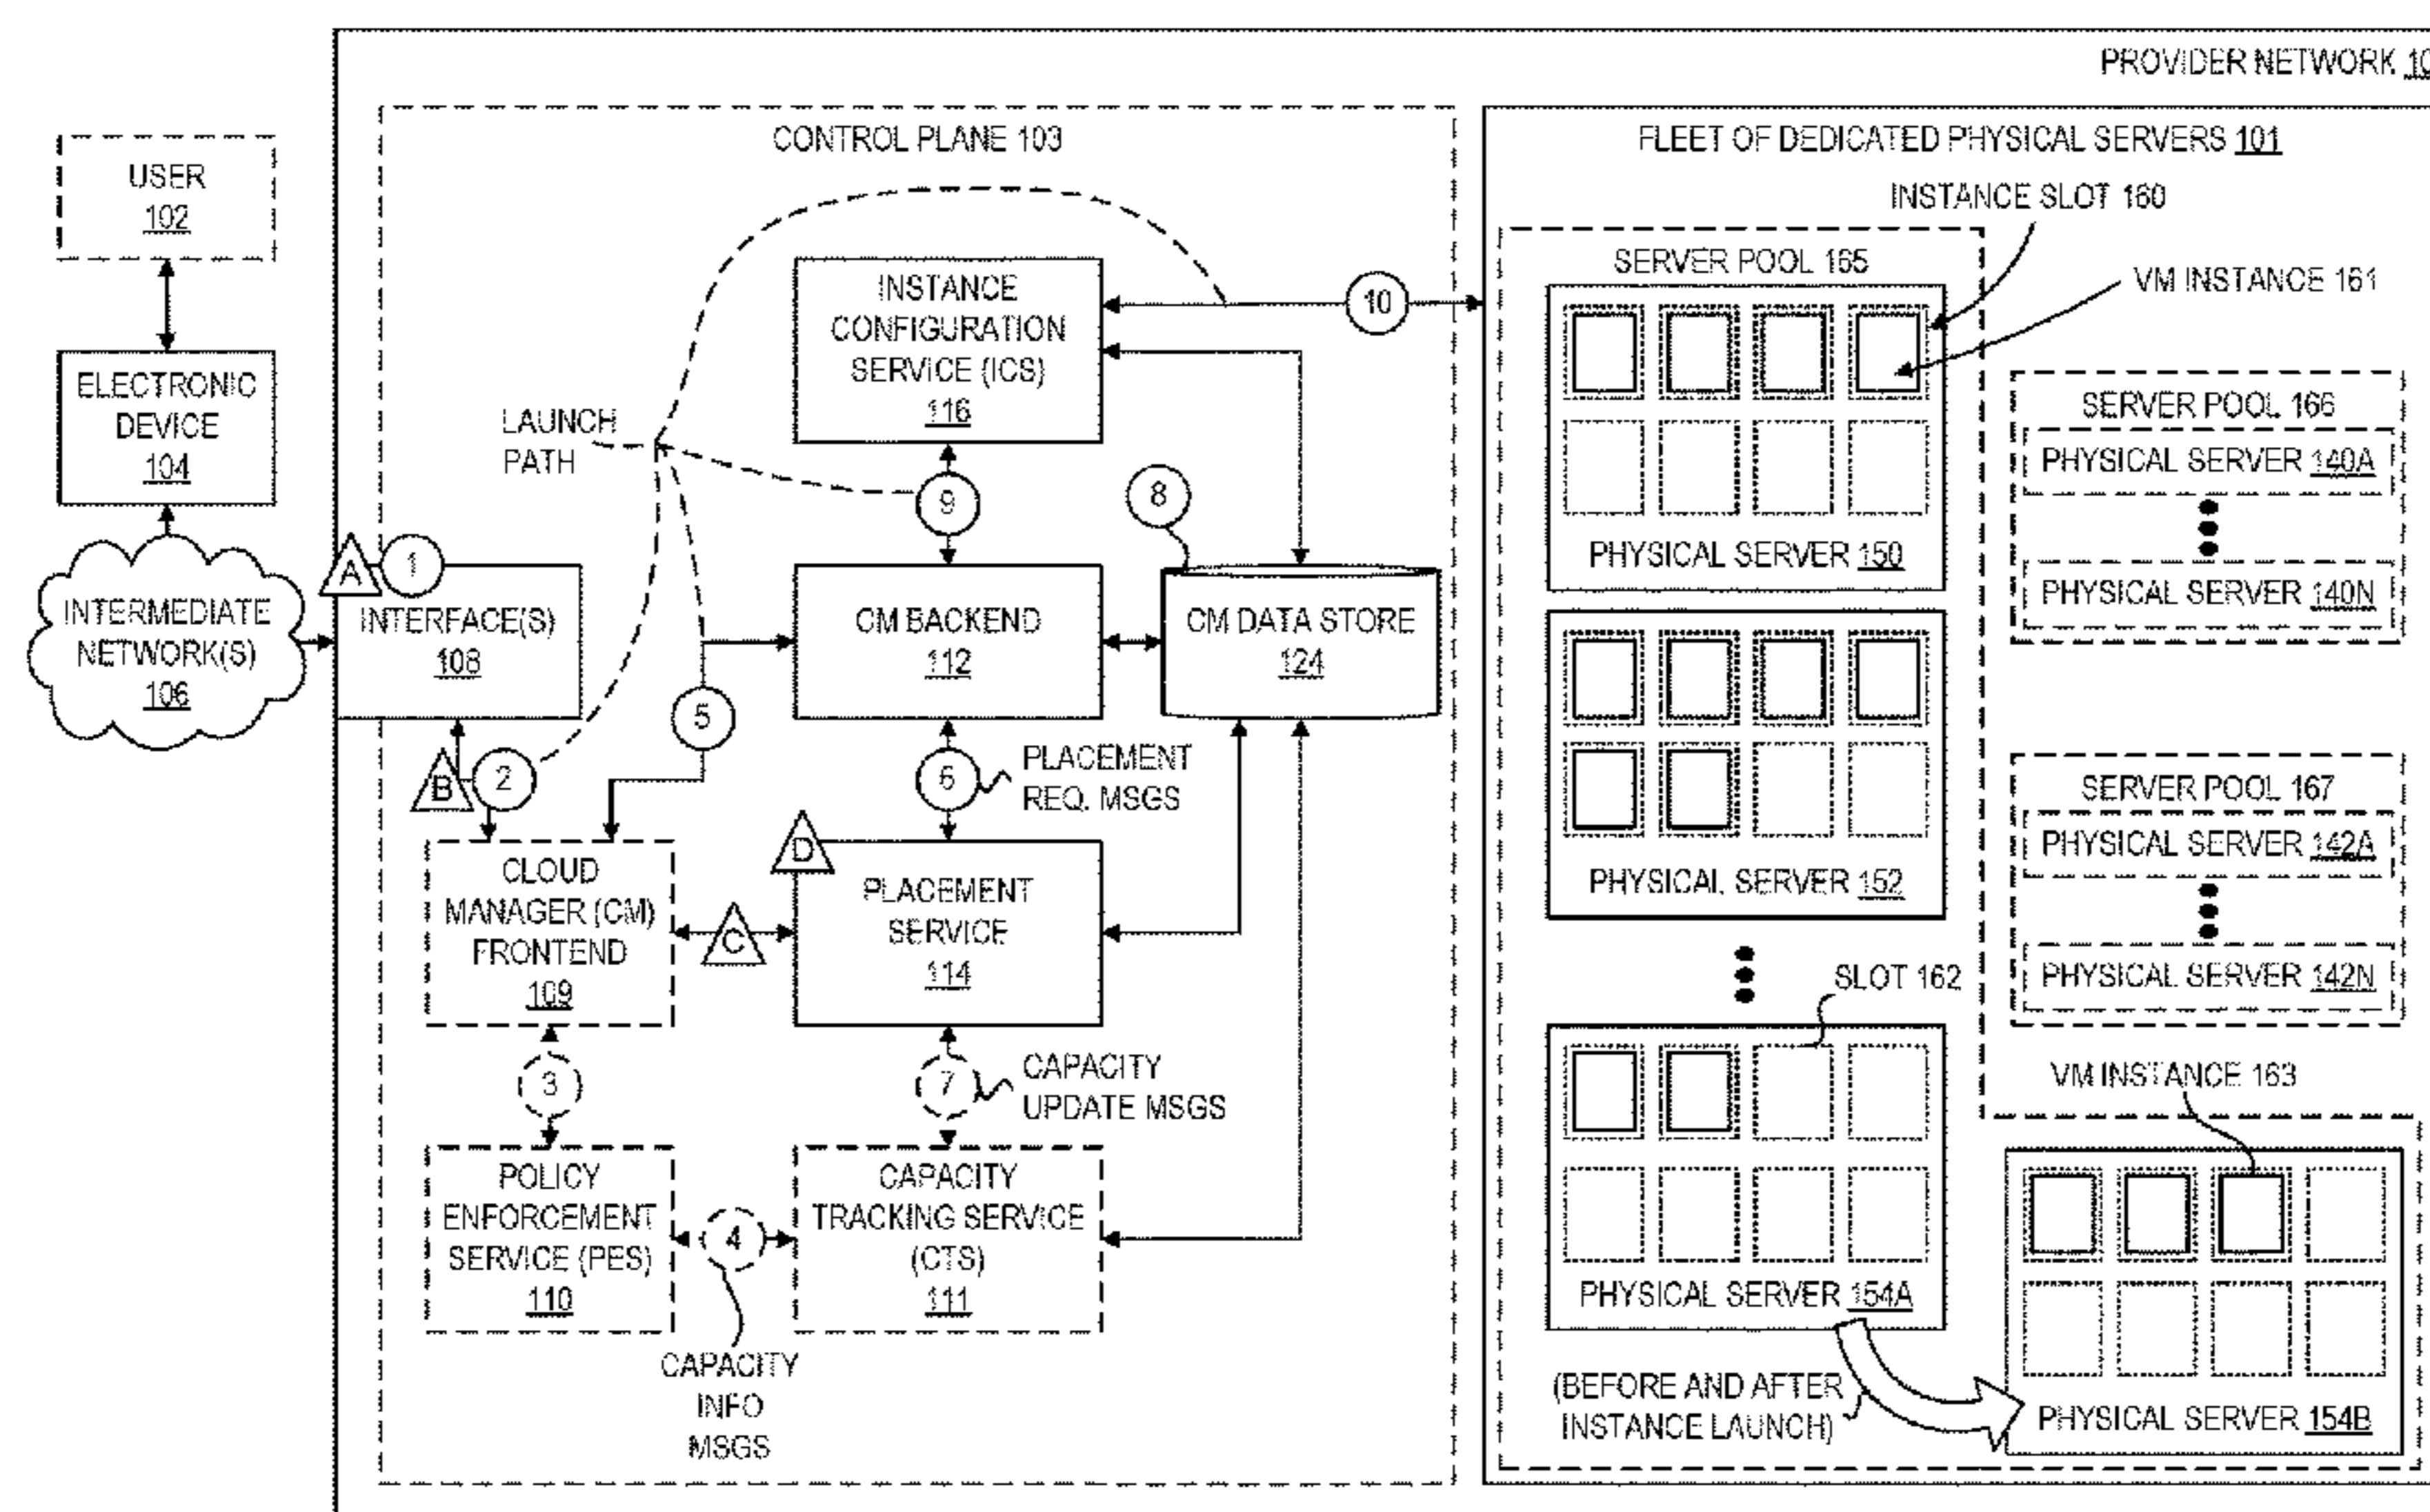 PROVIDER NETWORK 10
CONTROL PLANE 103
FLEET OF DEDICATED PHYSICAL SERVERS 101
USER
102
ELECTRONIC
DEVICE
104
INTERMEDIATE
NETWORK(S)
106
A
1
INTERFACE(S)
108
B
2
LAUNCH
PATH
INSTANCE
CONFIGURATION
SERVICE (ICS)
116
10
9
8
CM BACKEND
112
CM DATA STORE
124
5
6
PLACEMENT
REQ. MSGS
CLOUD
MANAGER (CM)
FRONTEND
109
C
D
PLACEMENT
SERVICE
114
3
7
CAPACITY
UPDATE MSGS
POLICY
ENFORCEMENT
SERVICE (PES)
110
4
CAPACITY
TRACKING SERVICE
(CTS)
111
CAPACITY
INFO
MSGS
INSTANCE SLOT 160
SERVER POOL 165
VM INSTANCE 161
PHYSICAL SERVER 150
SERVER POOL 166
PHYSICAL SERVER 140A
PHYSICAL SERVER 140N
PHYSICAL SERVER 152
SERVER POOL 167
PHYSICAL SERVER 142A
PHYSICAL SERVER 142N
SLOT 162
VM INSTANCE 163
PHYSICAL SERVER 154A
(BEFORE AND AFTER
INSTANCE LAUNCH)
PHYSICAL SERVER 154B